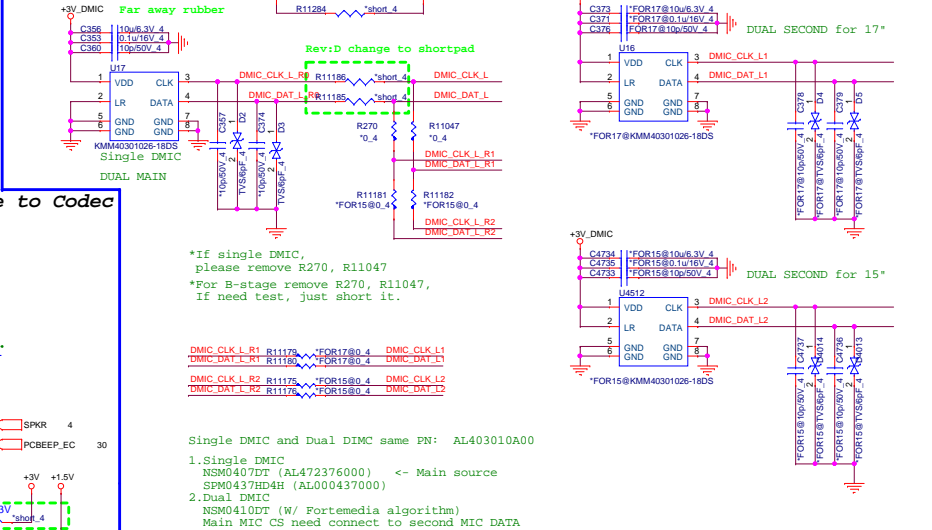 +3V_DMIC
Far away rubber
C356 10u/6.3V_4
C353 0.1u/16V_4
C360 10p/50V_4
U17
1 VDD CLK 3
2 LR DATA 4
5 GND GND 7
6 GND GND 8
KMM40301026-18DS
Single DMIC
DUAL MAIN
R11284 *short_4
Rev:D change to shortpad
DMIC_CLK_L_R0 R11186 *short_4 DMIC_CLK_L
R11185 *short_4 DMIC_DAT_L
*10p/50V_4 C357
TVS/6pF_4 D2 1 2
*10p/50V_4 C374
TVS/6pF_4 D3 1 2
R270 *0_4
R11047 *0_4
DMIC_CLK_L_R1
DMIC_DAT_L_R1
R11181 *FOR15@0_4
R11182 *FOR15@0_4
DMIC_CLK_L_R2
DMIC_DAT_L_R2
*If single DMIC,
please remove R270, R11047
*For B-stage remove R270, R11047,
If need test, just short it.
DMIC_CLK_L_R1 R11179 *FOR17@0_4 DMIC_CLK_L1
DMIC_DAT_L_R1 R11180 *FOR17@0_4 DMIC_DAT_L1
DMIC_CLK_L_R2 R11175 *FOR15@0_4 DMIC_CLK_L2
DMIC_DAT_L_R2 R11176 *FOR15@0_4 DMIC_DAT_L2
Single DMIC and Dual DIMC same PN: AL403010A00
1.Single DMIC
NSM0407DT (AL472376000) <- Main source
SPM0437HD4H (AL000437000)
2.Dual DMIC
NSM0410DT (W/ Fortemedia algorithm)
Main MIC CS need connect to second MIC DATA
to Codec
SPKR 4
PCBEEP_EC 30
+3V +1.5V
*short_4
+3V_DMIC
C373 *FOR17@10u/6.3V_4
C371 *FOR17@0.1u/16V_4
C376 FOR17@10p/50V_4
DUAL SECOND for 17"
U16
1 VDD CLK 3 DMIC_CLK_L1
2 LR DATA 4 DMIC_DAT_L1
5 GND GND 7
6 GND GND 8
*FOR17@KMM40301026-18DS
*FOR17@10p/50V_4 C378
*FOR17@TVS/6pF_4 D4 1 2
*FOR17@10p/50V_4 C379
*FOR17@TVS/6pF_4 D5 1 2
+3V_DMIC
C4734 *FOR15@10u/6.3V_4
C4735 *FOR15@0.1u/16V_4
C4733 *FOR15@10p/50V_4
DUAL SECOND for 15"
U4512
1 VDD CLK 3 DMIC_CLK_L2
2 LR DATA 4 DMIC_DAT_L2
5 GND GND 7
6 GND GND 8
*FOR15@KMM40301026-18DS
*FOR15@10p/50V_4 C4737
*FOR15@TVS/6pF_4 D4014 1 2
*FOR15@10p/50V_4 C4736
*FOR15@TVS/6pF_4 D4013 1 2